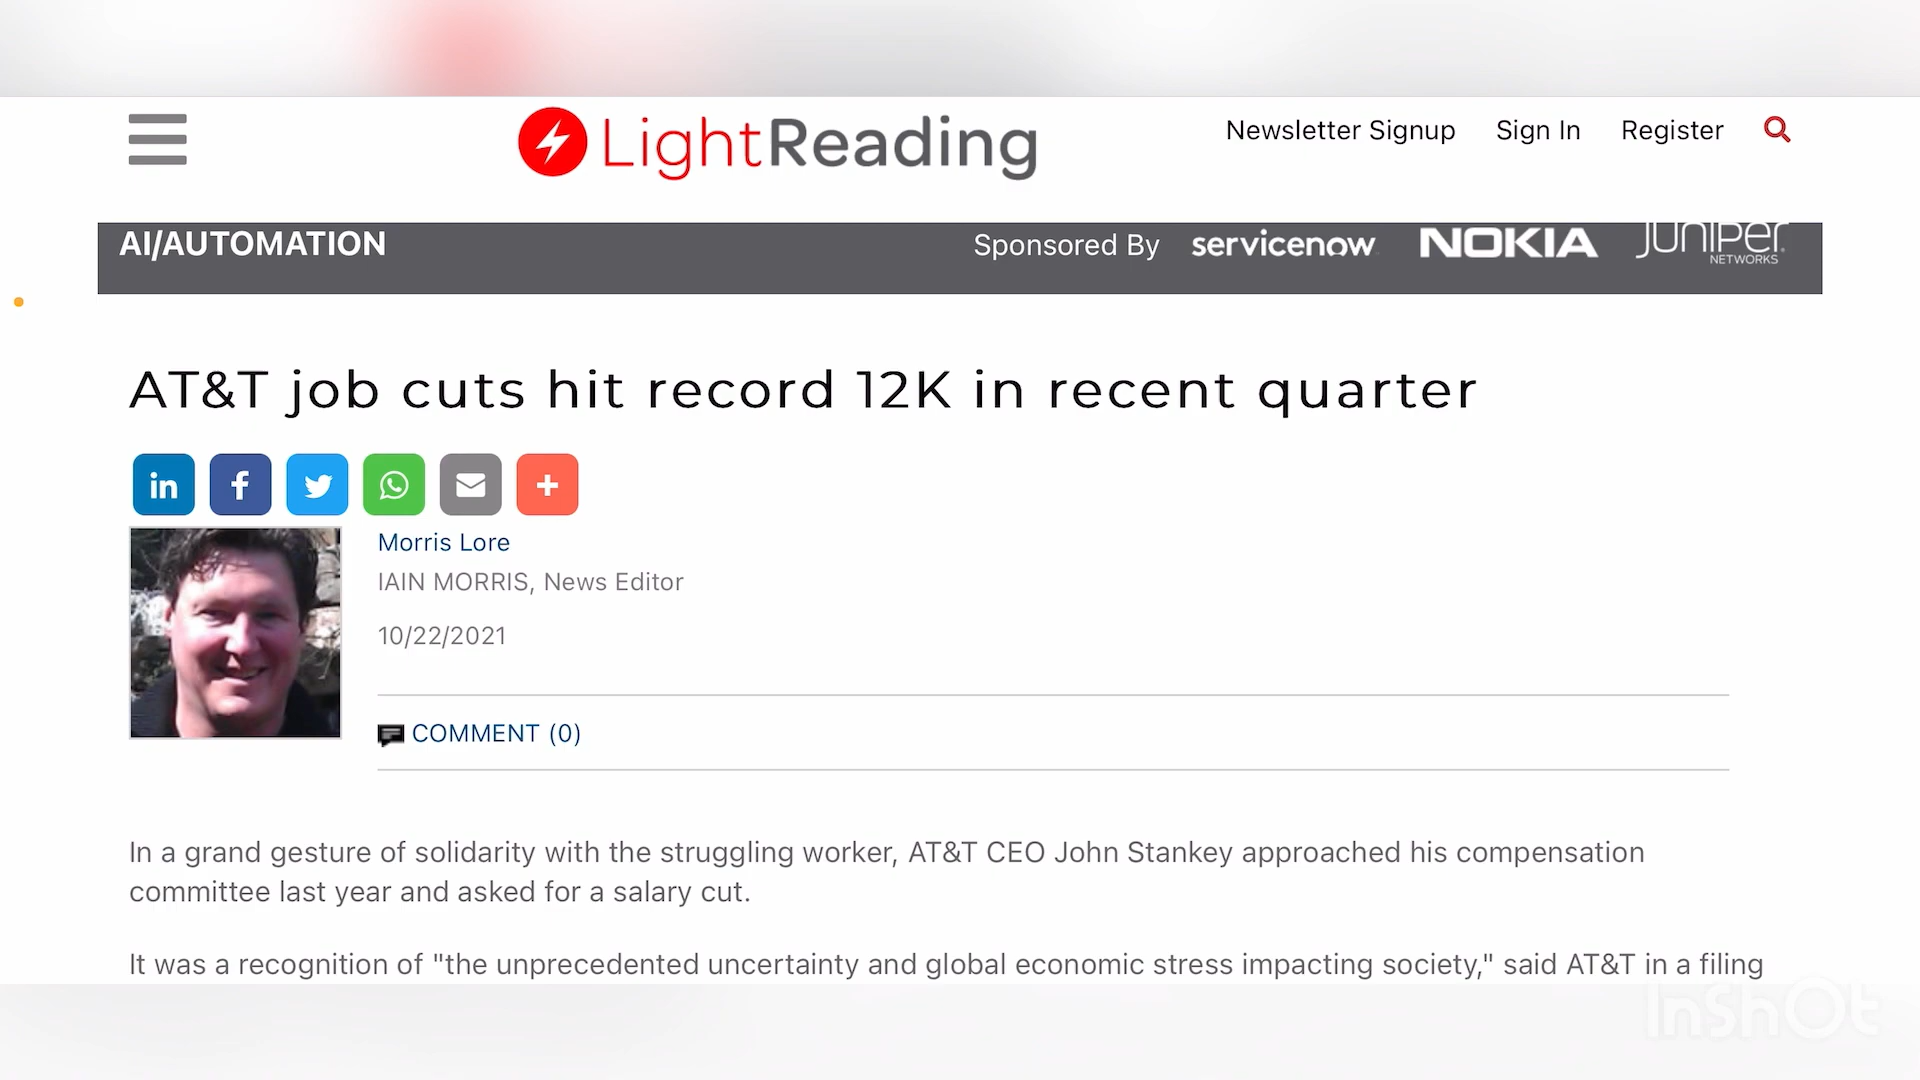 LightReading
Newsletter Signup Sign In Register
AI/AUTOMATION
Sponsored By servicenow NOKIA JUNIPer NETWORKS
AT&T job cuts hit record 12K in recent quarter
in f +
Morris Lore
IAIN MORRIS, News Editor
10/22/2021
COMMENT (0)
In a grand gesture of solidarity with the struggling worker, AT&T CEO John Stankey approached his compensation
committee last year and asked for a salary cut.
It was a recognition of "the unprecedented uncertainty and global economic stress impacting society," said AT&T in a filing
InShOt